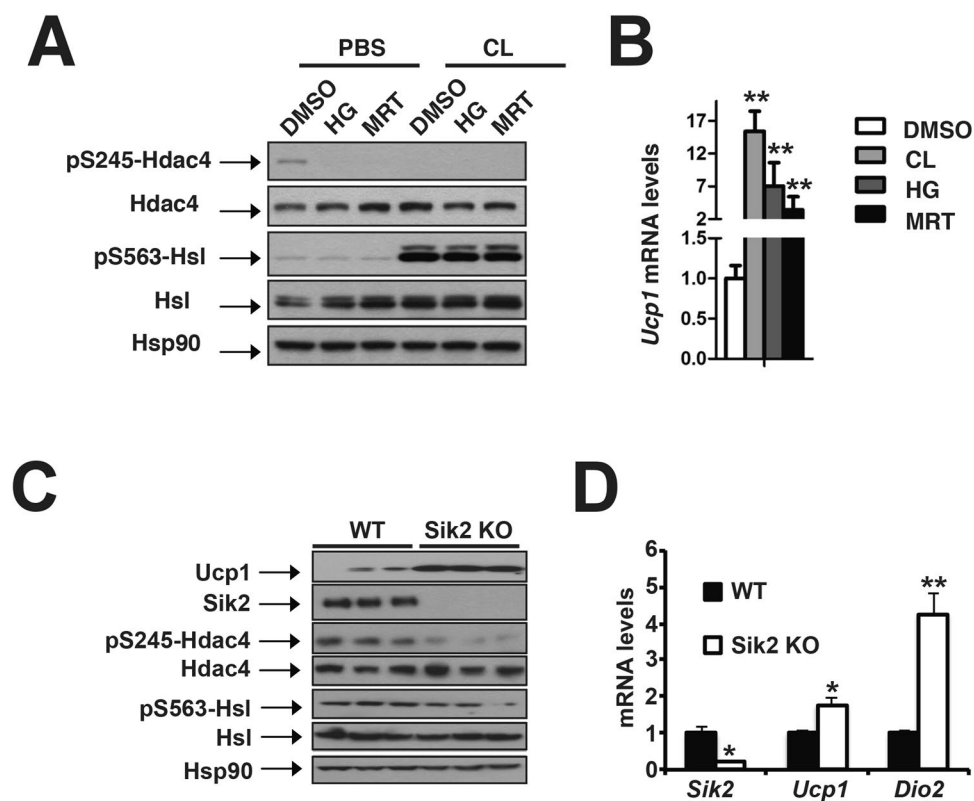 A
PBS
CL
DMSO
HG
MRT
DMSO
HG
MRT
pS245-Hdac4
Hdac4
pS563-Hsl
Hsl
Hsp90
B
Ucp1 mRNA levels
17
12
7
2
1.5
1.0
0.5
0.0
**
**
**
DMSO
CL
HG
MRT
C
WT
Sik2 KO
Ucp1
Sik2
pS245-Hdac4
Hdac4
pS563-Hsl
Hsl
Hsp90
D
mRNA levels
6
5
4
3
2
1
0
WT
Sik2 KO
*
*
**
Sik2
Ucp1
Dio2